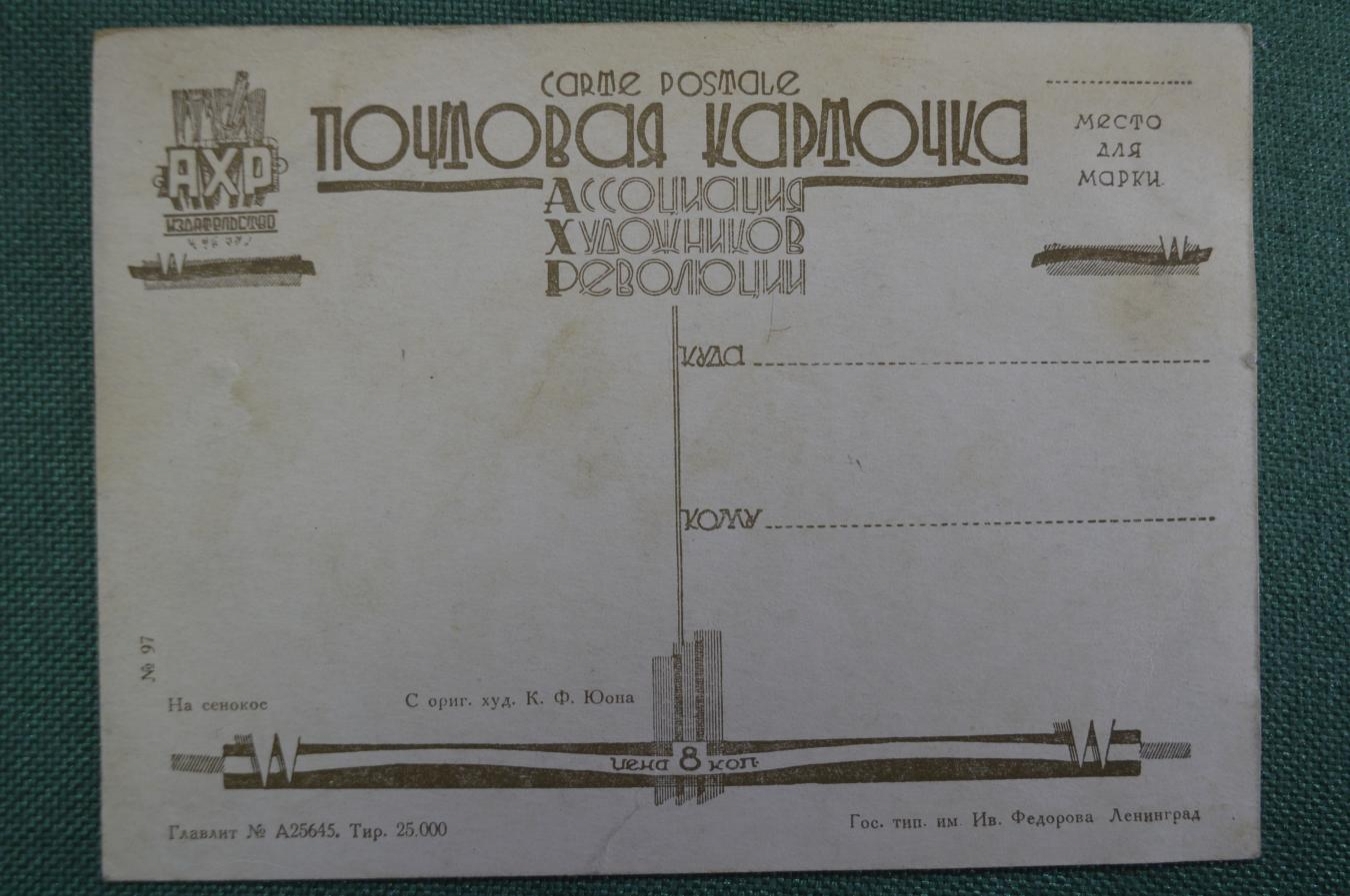 CARTE POSTALE
ПОЧТОВАЯ КАРТОЧКА
АХР
ИЗДАТЕЛЬСТВО
АССОЦИАЦИЯ
ХУДОЖНИКОВ
РЕВОЛЮЦИИ
МЕСТО
ДЛЯ
МАРКИ
КУДА
КОМУ
№ 97
На сенокос
С ориг. худ. К. Ф. Юона
цена 8 коп.
Главлит № А25645. Тир. 25.000
Гос. тип. им. Ив. Федорова Ленинград